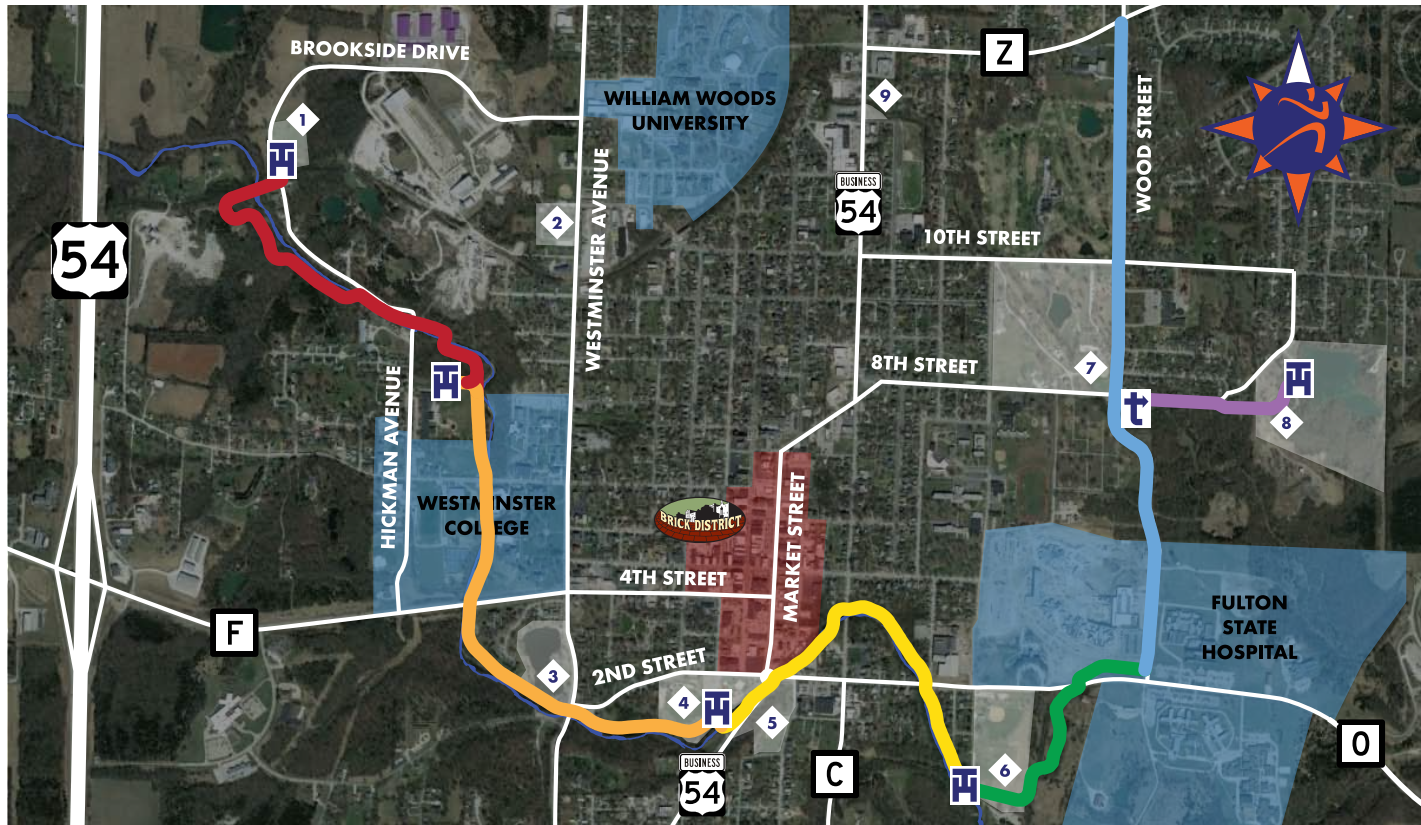 BROOKSIDE DRIVE
Z
1
WILLIAM WOODS
UNIVERSITY
9
WOOD STREET
WESTMINSTER AVENUE
BUSINESS
54
2
54
10TH STREET
8TH STREET
7
t
8
HICKMAN AVENUE
WESTMINSTER
COLLEGE
BRICK DISTRICT
MARKET STREET
4TH STREET
F
FULTON
STATE
HOSPITAL
2ND STREET
3
4
5
BUSINESS
54
C
6
O